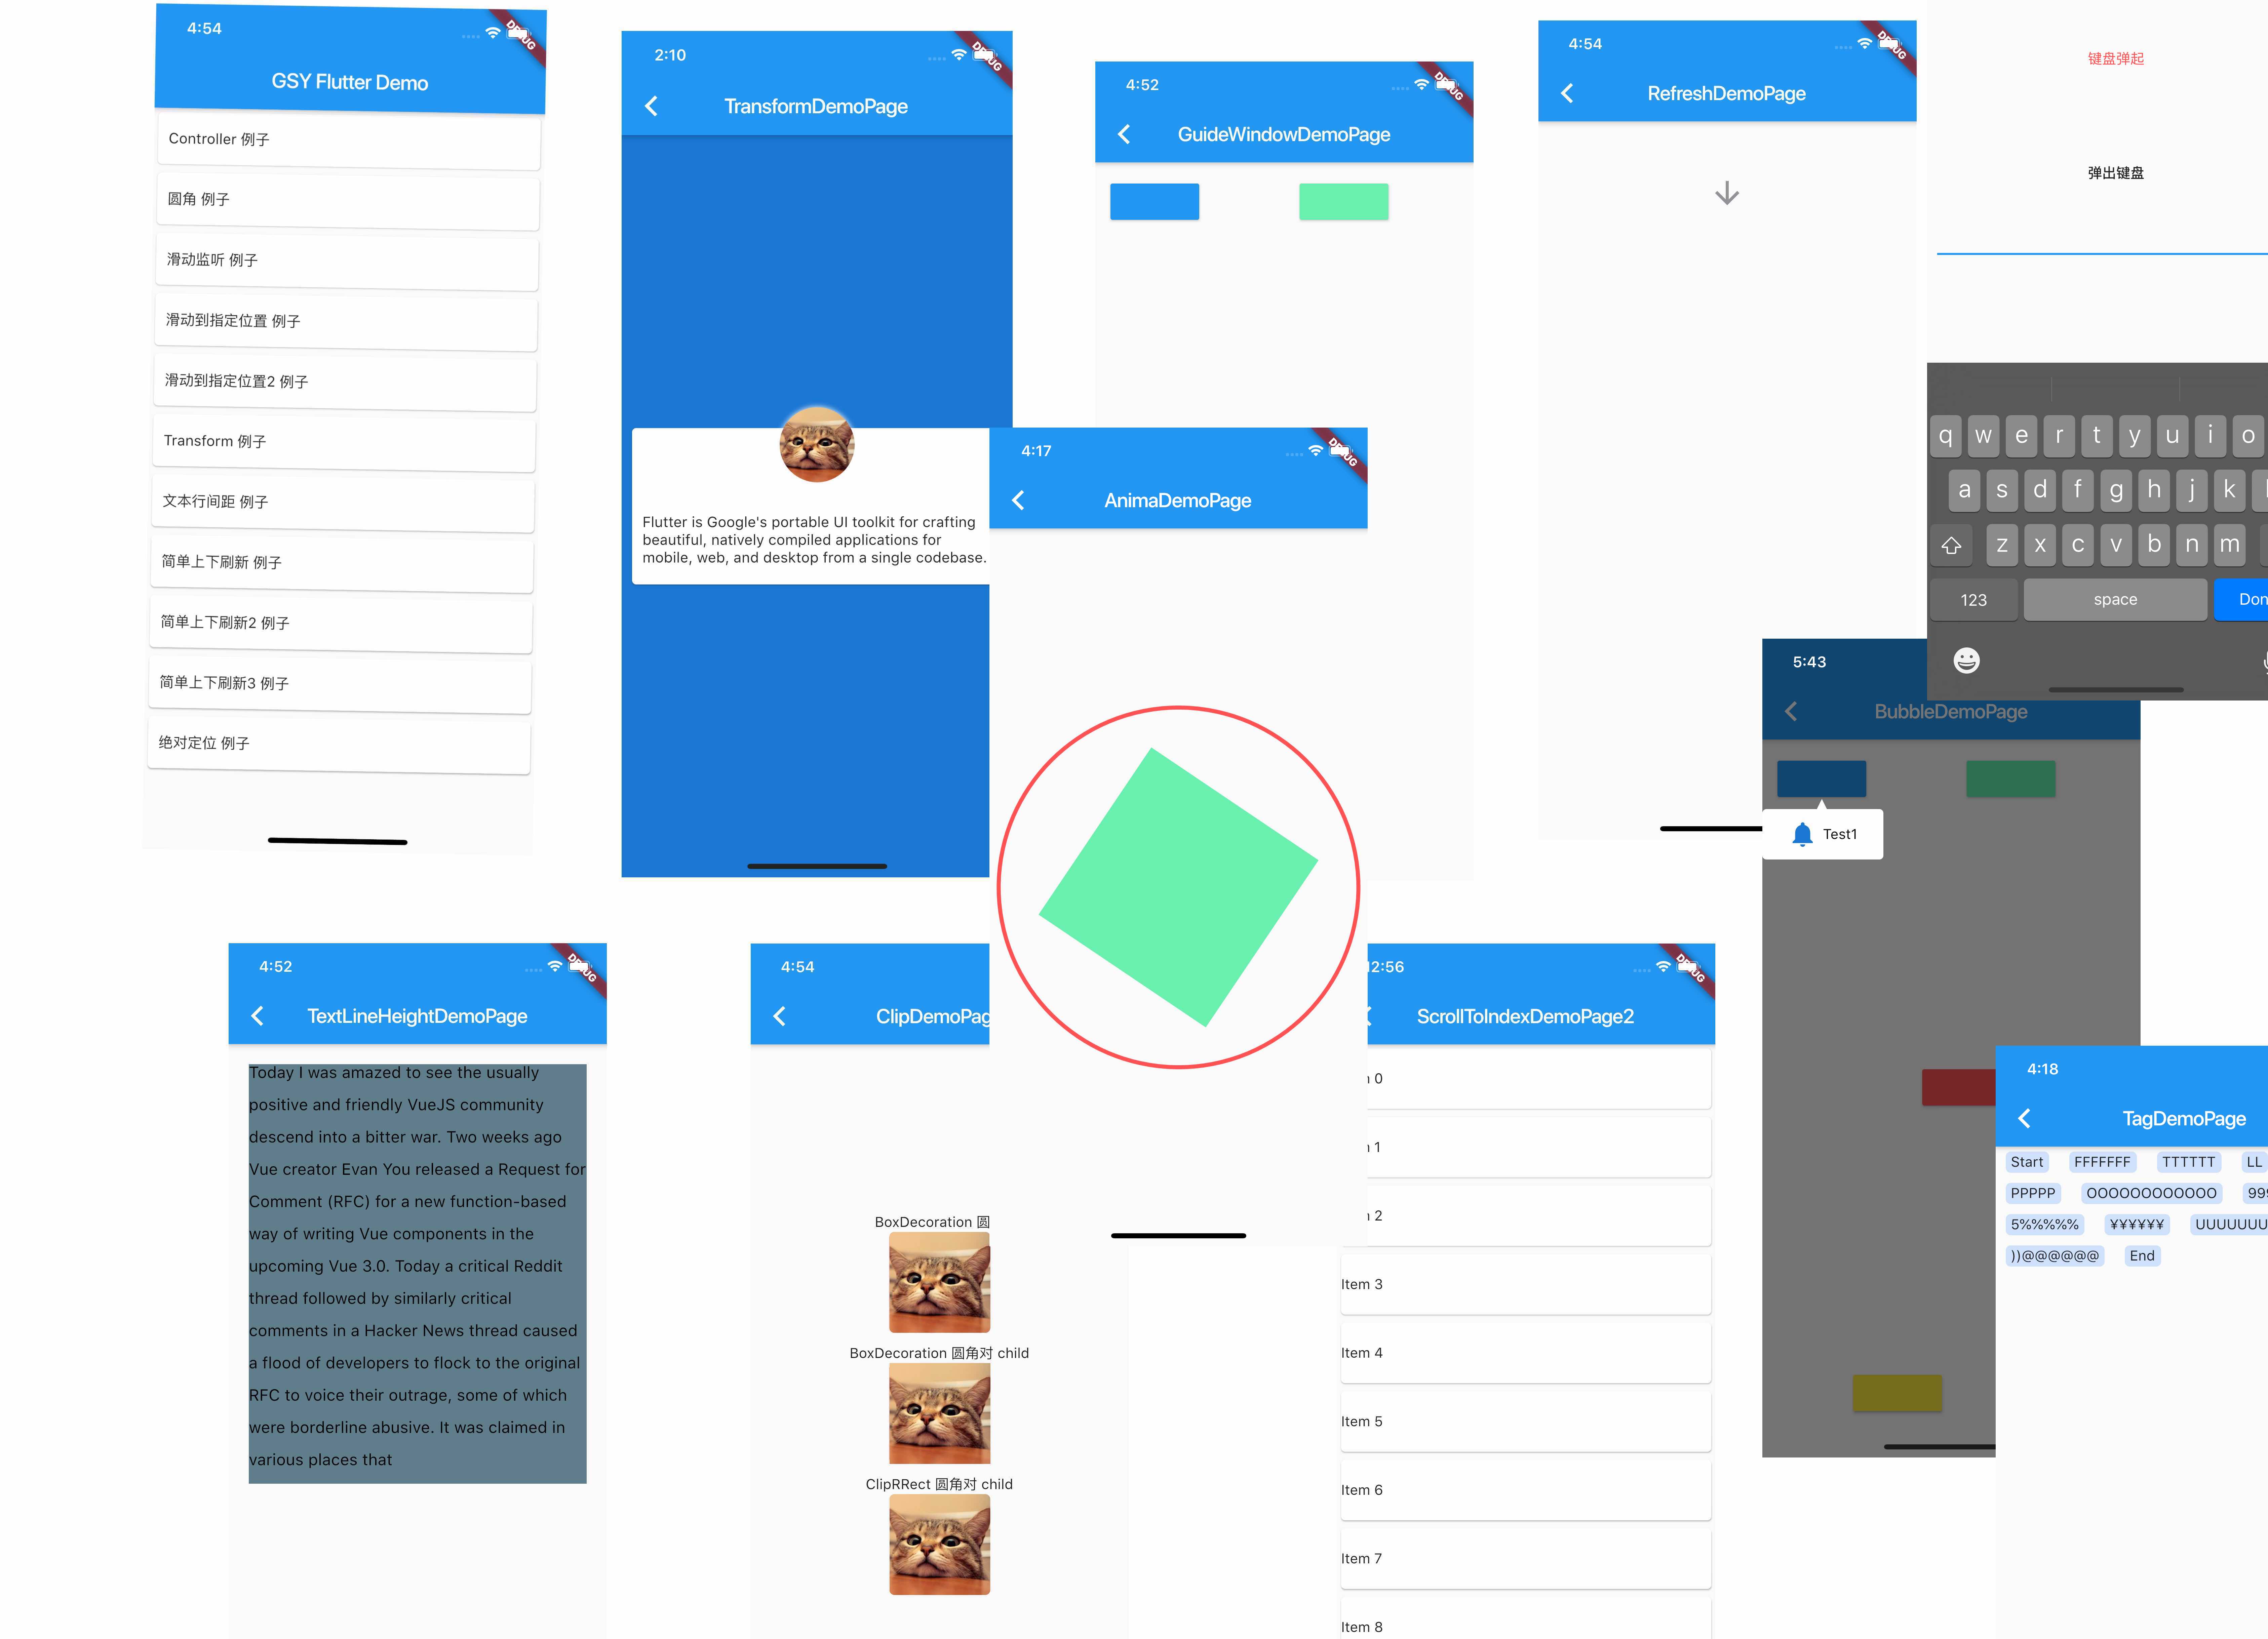 4:54
DEBUG
GSY Flutter Demo
Controller 例子
圆角 例子
滑动监听 例子
滑动到指定位置 例子
滑动到指定位置2 例子
Transform 例子
文本行间距 例子
简单上下刷新 例子
简单上下刷新2 例子
简单上下刷新3 例子
绝对定位 例子
2:10
DEBUG
TransformDemoPage
Flutter is Google's portable UI toolkit for crafting
beautiful, natively compiled applications for
mobile, web, and desktop from a single codebase.
4:52
DEBUG
GuideWindowDemoPage
4:17
DEBUG
AnimaDemoPage
4:54
DEBUG
RefreshDemoPage
键盘弹起
弹出键盘
q w e r t y u i o
a s d f g h j k
z x c v b n m
123 space Don
5:43
BubbleDemoPage
Test1
4:52
DEBUG
TextLineHeightDemoPage
Today I was amazed to see the usually
positive and friendly VueJS community
descend into a bitter war. Two weeks ago
Vue creator Evan You released a Request for
Comment (RFC) for a new function-based
way of writing Vue components in the
upcoming Vue 3.0. Today a critical Reddit
thread followed by similarly critical
comments in a Hacker News thread caused
a flood of developers to flock to the original
RFC to voice their outrage, some of which
were borderline abusive. It was claimed in
various places that
4:54
ClipDemoPag
BoxDecoration 圆
BoxDecoration 圆角对 child
ClipRRect 圆角对 child
12:56
DEBUG
ScrollToIndexDemoPage2
0
1
2
Item 3
Item 4
Item 5
Item 6
Item 7
Item 8
4:18
TagDemoPage
Start FFFFFFF TTTTTT LL
PPPPP OOOOOOOOOOOO 99
5%%%%% ¥¥¥¥¥¥ UUUUUUU
))@@@@@@ End